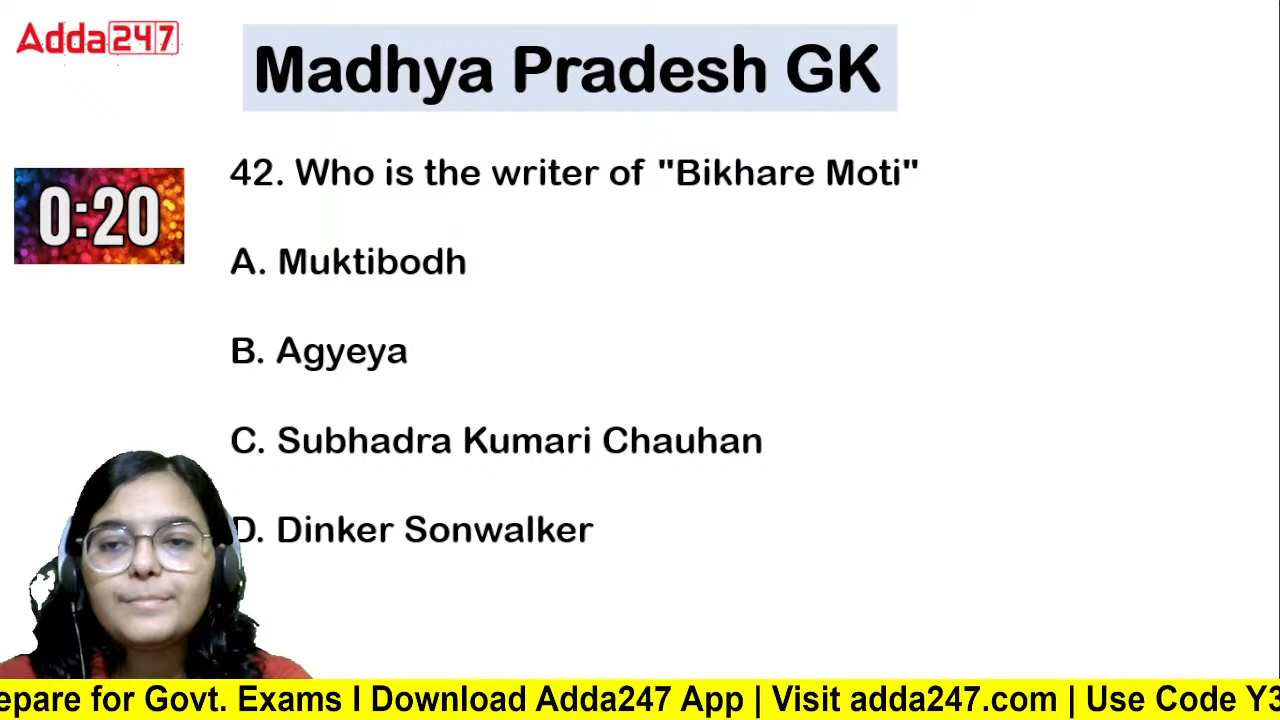 Adda247
Madhya Pradesh GK
0:20
42. Who is the writer of "Bikhare Moti"
A. Muktibodh
B. Agyeya
C. Subhadra Kumari Chauhan
D. Dinker Sonwalker
epare for Govt. Exams I Download Adda247 App | Visit adda247.com | Use Code Y3